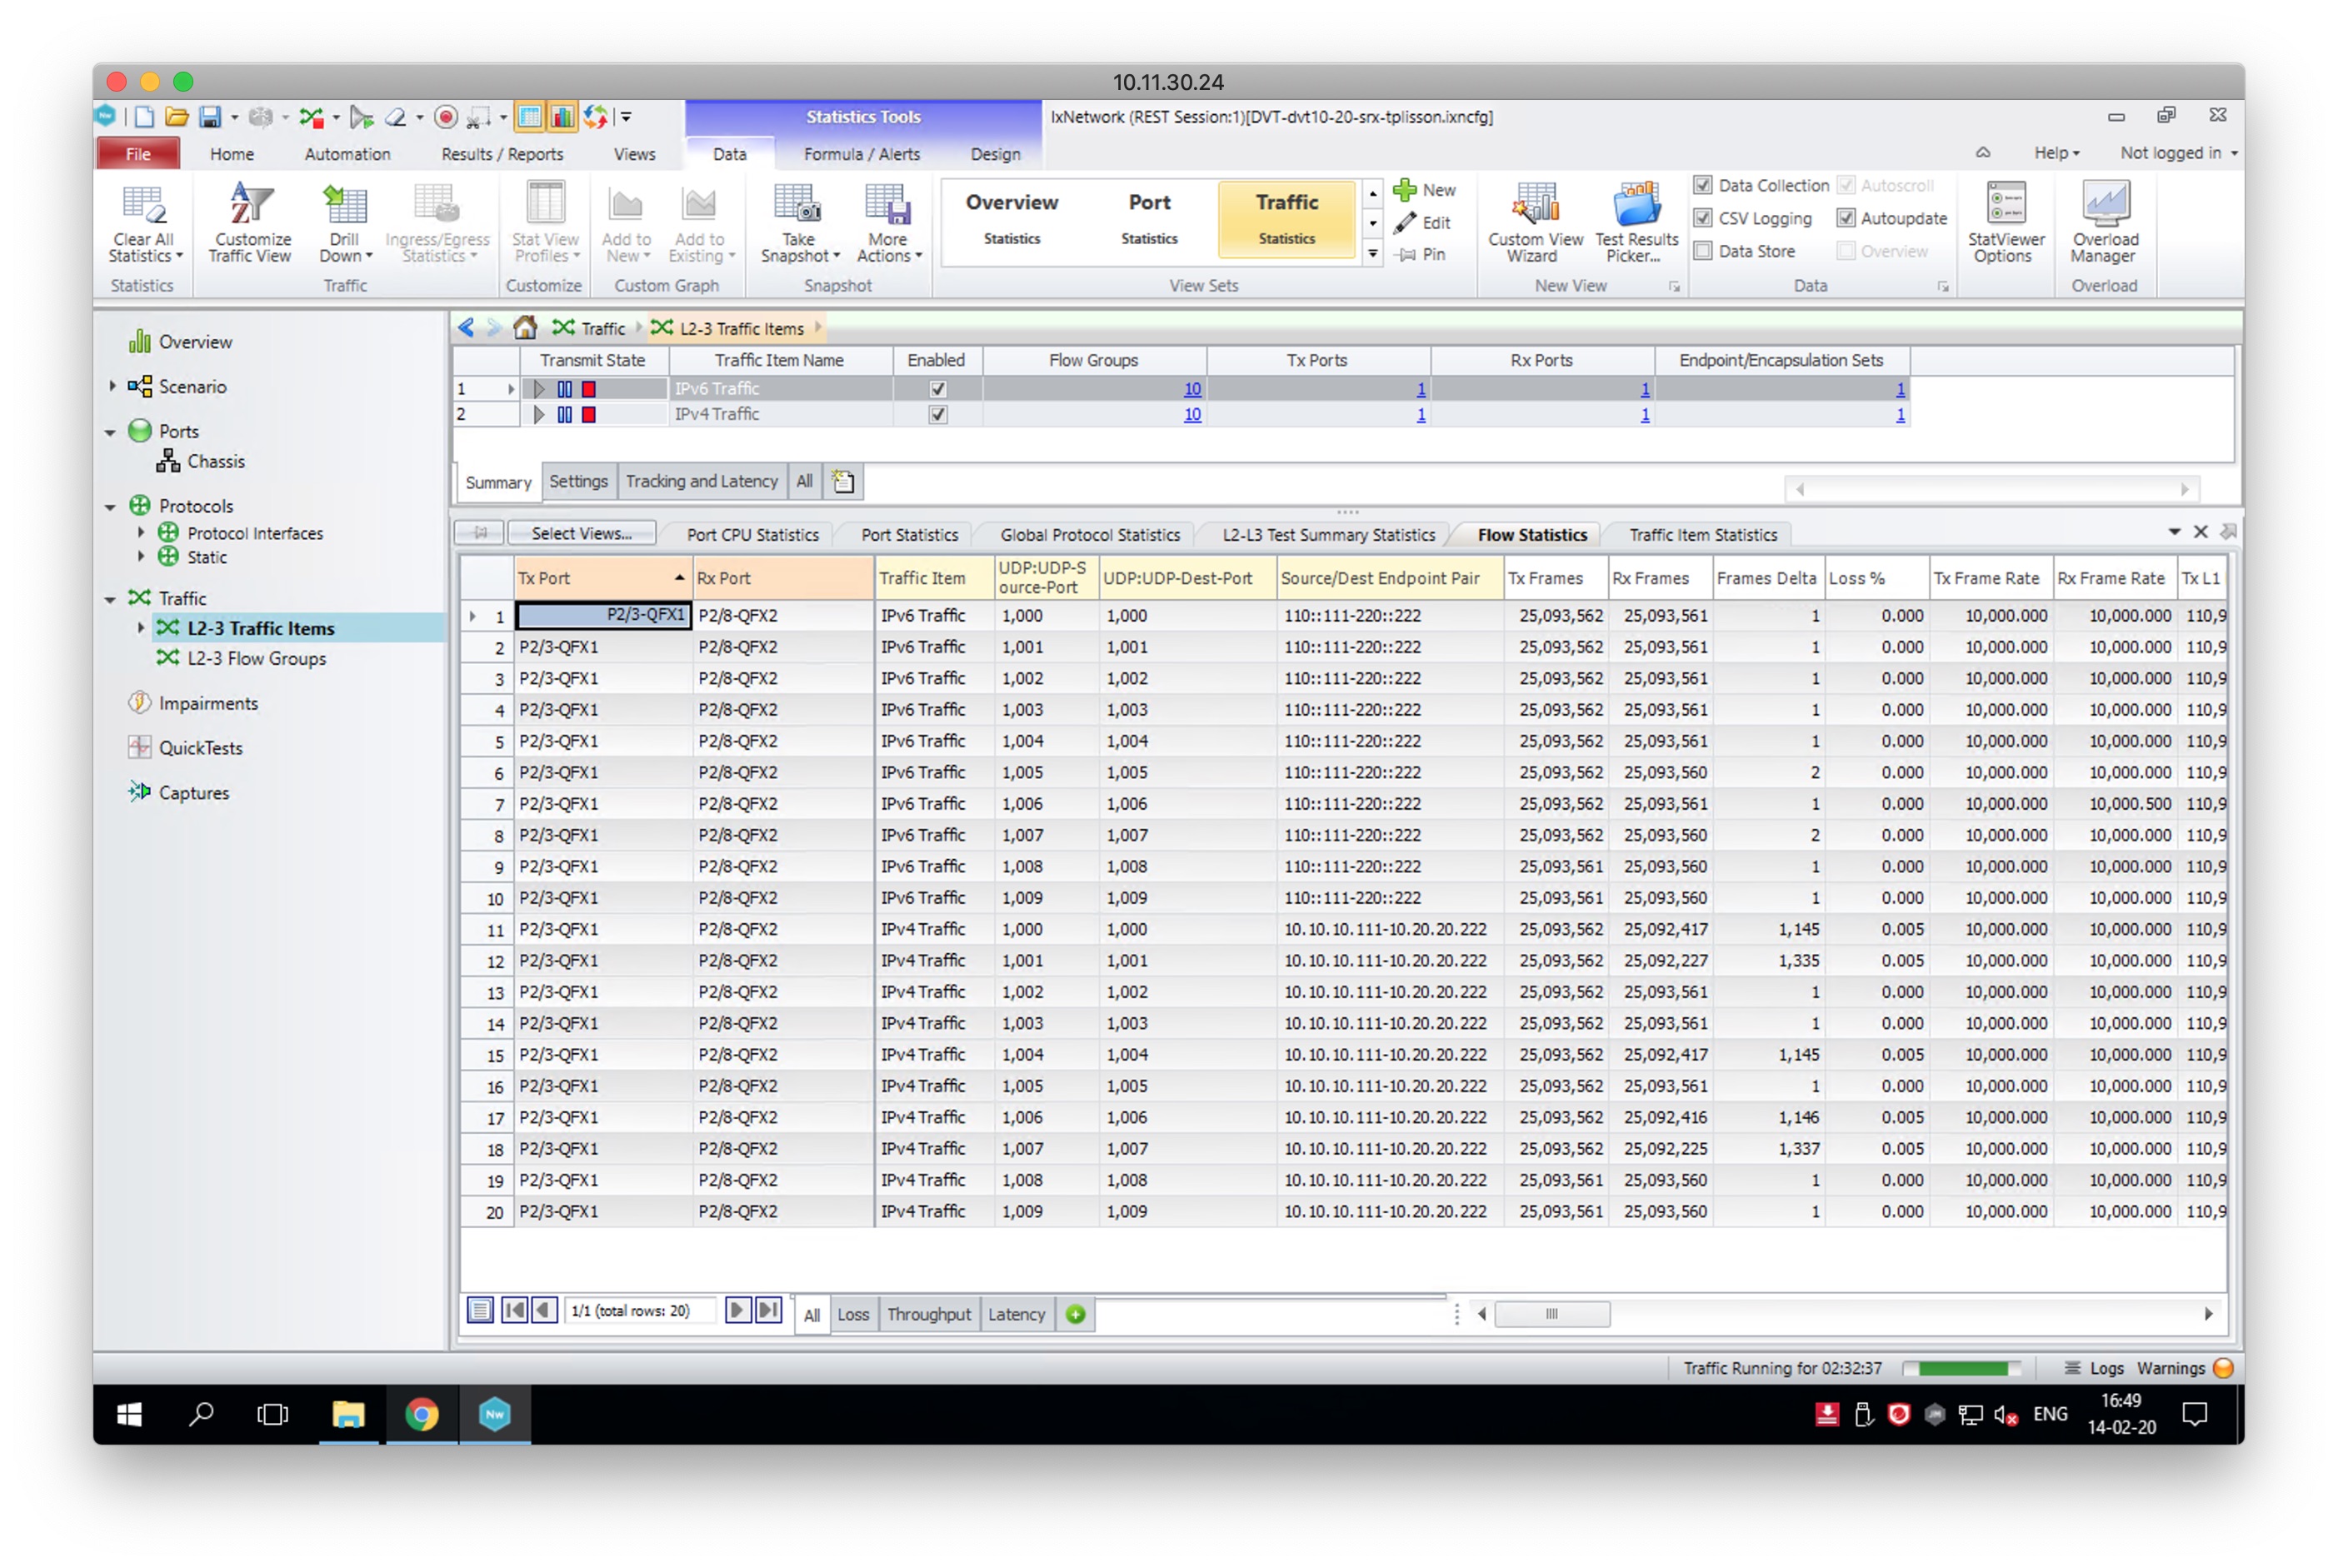 10.11.30.24
Statistics Tools
IxNetwork (REST Session:1)[DVT-dvt10-20-srx-tplisson.ixncfg]
File Home Automation Results / Reports Views Data Formula / Alerts Design Help Not logged in
Clear All Statistics
Customize Traffic View
Drill Down
Ingress/Egress Statistics
Stat View Profiles
Add to New
Add to Existing
Take Snapshot
More Actions
Overview Statistics
Port Statistics
Traffic Statistics
New
Edit
Pin
Custom View Wizard
Test Results Picker...
Data Collection Autoscroll
CSV Logging Autoupdate
Data Store Overview
StatViewer Options
Overload Manager
Statistics Traffic Customize Custom Graph Snapshot View Sets New View Data Overload
Overview
Scenario
Ports
Chassis
Protocols
Protocol Interfaces
Static
Traffic
L2-3 Traffic Items
L2-3 Flow Groups
Impairments
QuickTests
Captures
Traffic L2-3 Traffic Items
Transmit State Traffic Item Name Enabled Flow Groups Tx Ports Rx Ports Endpoint/Encapsulation Sets
1 IPv6 Traffic 10 1 1 1
2 IPv4 Traffic 10 1 1 1
Summary Settings Tracking and Latency All
Select Views... Port CPU Statistics Port Statistics Global Protocol Statistics L2-L3 Test Summary Statistics Flow Statistics Traffic Item Statistics
Tx Port Rx Port Traffic Item UDP:UDP-Source-Port UDP:UDP-Dest-Port Source/Dest Endpoint Pair Tx Frames Rx Frames Frames Delta Loss % Tx Frame Rate Rx Frame Rate Tx L1
1 P2/3-QFX1 P2/8-QFX2 IPv6 Traffic 1,000 1,000 110::111-220::222 25,093,562 25,093,561 1 0.000 10,000.000 10,000.000 110,9
2 P2/3-QFX1 P2/8-QFX2 IPv6 Traffic 1,001 1,001 110::111-220::222 25,093,562 25,093,561 1 0.000 10,000.000 10,000.000 110,9
3 P2/3-QFX1 P2/8-QFX2 IPv6 Traffic 1,002 1,002 110::111-220::222 25,093,562 25,093,561 1 0.000 10,000.000 10,000.000 110,9
4 P2/3-QFX1 P2/8-QFX2 IPv6 Traffic 1,003 1,003 110::111-220::222 25,093,562 25,093,561 1 0.000 10,000.000 10,000.000 110,9
5 P2/3-QFX1 P2/8-QFX2 IPv6 Traffic 1,004 1,004 110::111-220::222 25,093,562 25,093,561 1 0.000 10,000.000 10,000.000 110,9
6 P2/3-QFX1 P2/8-QFX2 IPv6 Traffic 1,005 1,005 110::111-220::222 25,093,562 25,093,560 2 0.000 10,000.000 10,000.000 110,9
7 P2/3-QFX1 P2/8-QFX2 IPv6 Traffic 1,006 1,006 110::111-220::222 25,093,562 25,093,561 1 0.000 10,000.000 10,000.500 110,9
8 P2/3-QFX1 P2/8-QFX2 IPv6 Traffic 1,007 1,007 110::111-220::222 25,093,562 25,093,560 2 0.000 10,000.000 10,000.000 110,9
9 P2/3-QFX1 P2/8-QFX2 IPv6 Traffic 1,008 1,008 110::111-220::222 25,093,561 25,093,560 1 0.000 10,000.000 10,000.000 110,9
10 P2/3-QFX1 P2/8-QFX2 IPv6 Traffic 1,009 1,009 110::111-220::222 25,093,561 25,093,560 1 0.000 10,000.000 10,000.000 110,9
11 P2/3-QFX1 P2/8-QFX2 IPv4 Traffic 1,000 1,000 10.10.10.111-10.20.20.222 25,093,562 25,092,417 1,145 0.005 10,000.000 10,000.000 110,9
12 P2/3-QFX1 P2/8-QFX2 IPv4 Traffic 1,001 1,001 10.10.10.111-10.20.20.222 25,093,562 25,092,227 1,335 0.005 10,000.000 10,000.000 110,9
13 P2/3-QFX1 P2/8-QFX2 IPv4 Traffic 1,002 1,002 10.10.10.111-10.20.20.222 25,093,562 25,093,561 1 0.000 10,000.000 10,000.000 110,9
14 P2/3-QFX1 P2/8-QFX2 IPv4 Traffic 1,003 1,003 10.10.10.111-10.20.20.222 25,093,562 25,093,561 1 0.000 10,000.000 10,000.000 110,9
15 P2/3-QFX1 P2/8-QFX2 IPv4 Traffic 1,004 1,004 10.10.10.111-10.20.20.222 25,093,562 25,092,417 1,145 0.005 10,000.000 10,000.000 110,9
16 P2/3-QFX1 P2/8-QFX2 IPv4 Traffic 1,005 1,005 10.10.10.111-10.20.20.222 25,093,562 25,093,561 1 0.000 10,000.000 10,000.000 110,9
17 P2/3-QFX1 P2/8-QFX2 IPv4 Traffic 1,006 1,006 10.10.10.111-10.20.20.222 25,093,562 25,092,416 1,146 0.005 10,000.000 10,000.000 110,9
18 P2/3-QFX1 P2/8-QFX2 IPv4 Traffic 1,007 1,007 10.10.10.111-10.20.20.222 25,093,562 25,092,225 1,337 0.005 10,000.000 10,000.000 110,9
19 P2/3-QFX1 P2/8-QFX2 IPv4 Traffic 1,008 1,008 10.10.10.111-10.20.20.222 25,093,561 25,093,560 1 0.000 10,000.000 10,000.000 110,9
20 P2/3-QFX1 P2/8-QFX2 IPv4 Traffic 1,009 1,009 10.10.10.111-10.20.20.222 25,093,561 25,093,560 1 0.000 10,000.000 10,000.000 110,9
1/1 (total rows: 20) All Loss Throughput Latency
Traffic Running for 02:32:37 Logs Warnings
Nw ENG 16:49
14-02-20